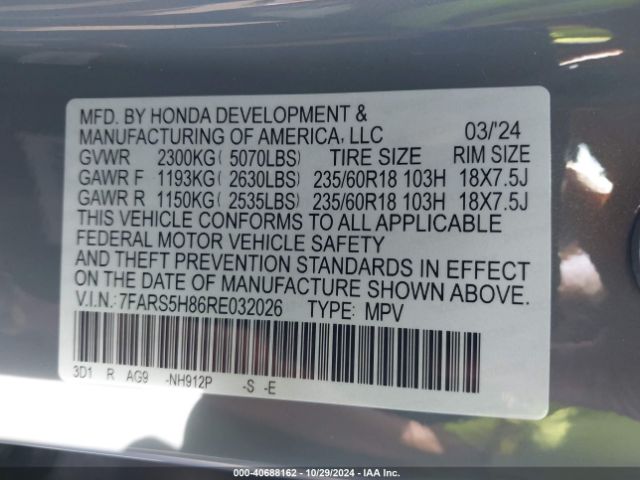 MFD. BY HONDA DEVELOPMENT &
MANUFACTURING OF AMERICA, LLC 03/'24
GVWR 2300KG (5070LBS) TIRE SIZE RIM SIZE
GAWR F 1193KG (2630LBS) 235/60R18 103H 18X7.5J
GAWR R 1150KG (2535LBS) 235/60R18 103H 18X7.5J
THIS VEHICLE CONFORMS TO ALL APPLICABLE
FEDERAL MOTOR VEHICLE SAFETY
AND THEFT PREVENTION STANDARDS IN EFFECT
ON THE DATE OF MANUFACTURE SHOWN ABOVE.
V.I.N.:7FARS5H86RE032026 TYPE: MPV
3D1 R AG9 -NH912P -S -E
000-40688162 - 10/29/2024 - IAA Inc.